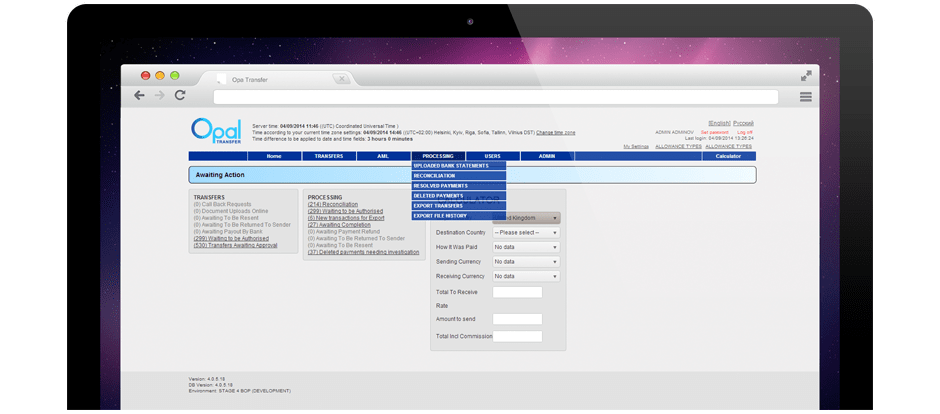 Opa Transfer
Opal
TRANSFER
Server time: 04/09/2014 11:46 ((UTC) Coordinated Universal Time )
Time according to your current time zone settings: 04/09/2014 14:46 ((UTC+02:00) Helsinki, Kyiv, Riga, Sofia, Tallinn, Vilnius DST) Change time zone
Time difference to be applied to date and time fields: 3 hours 0 minutes
[English]
ADMIN ADMINOV Get password Log off
Last login: 04/09/2014 13:26:24
My Settings ALLOWANCE TYPES ALLOWANCE TYPES
Home TRANSFERS AML PROCESSING USERS ADMIN Calculator
UPLOADED BANK STATEMENTS
RECONCILIATION
RESOLVED PAYMENTS
DELETED PAYMENTS
EXPORT TRANSFERS
EXPORT FILE HISTORY
Awaiting Action
TRANSFERS
(0) Call Back Requests
(0) Document Uploads Online
(0) Awaiting To Be Resent
(0) Awaiting To Be Returned To Sender
(0) Awaiting Payout By Bank
(299) Waiting to be Authorised
(530) Transfers Awaiting Approval
PROCESSING
(214) Reconciliation
(299) Waiting to be Authorised
(5) New transactions for Export
(27) Awaiting Completion
(0) Awaiting Payment Refund
(0) Awaiting To Be Returned To Sender
(0) Awaiting To Be Resent
(37) Deleted payments needing investigation
United Kingdom
Destination Country -- Please select --
How It Was Paid No data
Sending Currency No data
Receiving Currency No data
Total To Receive
Rate
Amount to send
Total Incl Commission
Version: 4.0.5.18
DB Version: 4.0.5.18
Environment: STAGE 4 BOP (DEVELOPMENT)